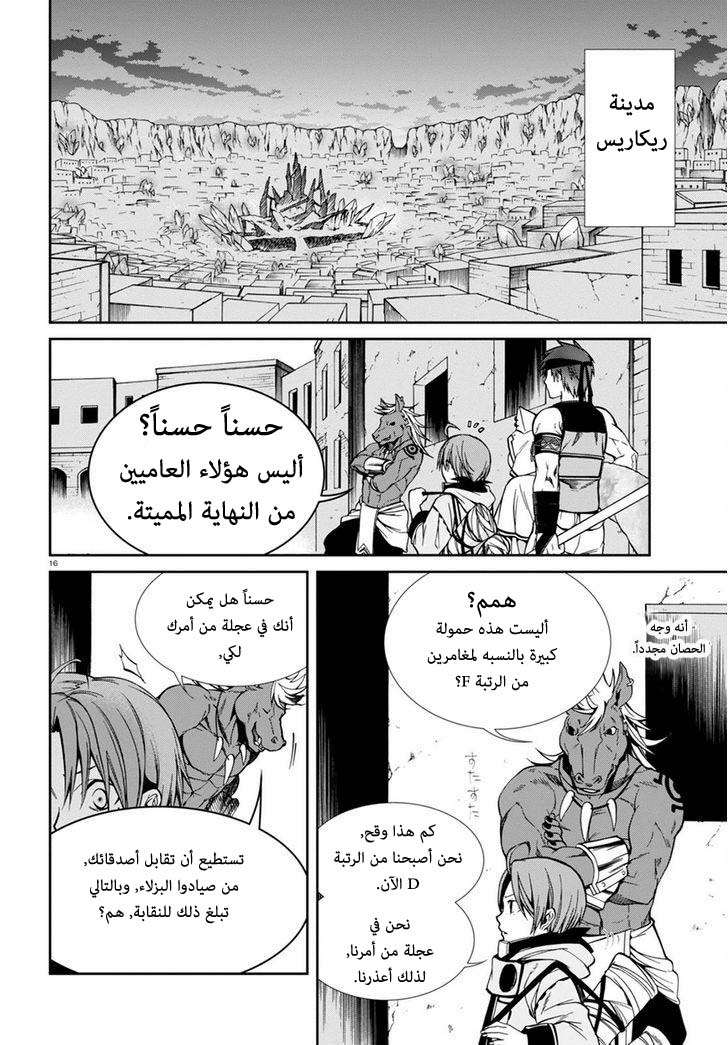 مدينة
ريكاريس
حسناً حسناً؟
أليس هؤلاء العاميين
من النهاية المميتة.
16
أنه وجه
الحصان مجدداً.
همم؟
أليست هذه حمولة
كبيرة بالنسبه لمغامرين
من الرتبة F؟
كم هذا وقح,
نحن أصبحنا من الرتبة
D الآن.
نحن في
عجلة من أمرنا,
لذلك أعذرنا.
حسناً هل يمكن
أنك في عجلة من أمرك
لكي,
تستطيع أن تقابل أصدقائك,
من صيادوا البزلاء, وبالتالي
تبلغ ذلك للنقابة, هم؟